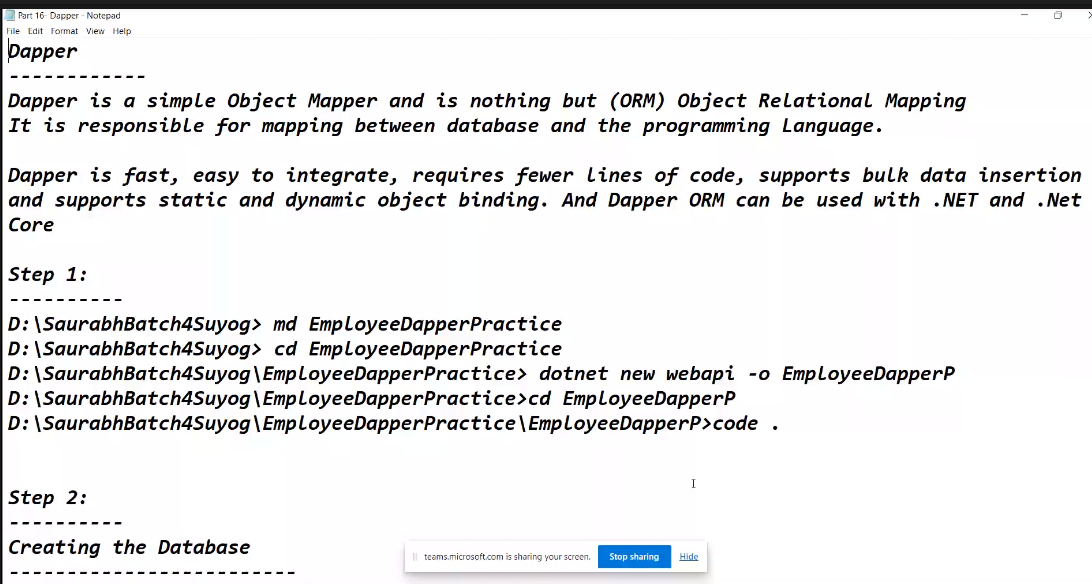 Part 16- Dapper - Notepad
File Edit Format View Help
Dapper
------------
Dapper is a simple Object Mapper and is nothing but (ORM) Object Relational Mapping
It is responsible for mapping between database and the programming Language.
Dapper is fast, easy to integrate, requires fewer lines of code, supports bulk data insertion
and supports static and dynamic object binding. And Dapper ORM can be used with .NET and .Net
Core
Step 1:
----------
D:\SaurabhBatch4Suyog> md EmployeeDapperPractice
D:\SaurabhBatch4Suyog> cd EmployeeDapperPractice
D:\SaurabhBatch4Suyog\EmployeeDapperPractice> dotnet new webapi -o EmployeeDapperP
D:\SaurabhBatch4Suyog\EmployeeDapperPractice>cd EmployeeDapperP
D:\SaurabhBatch4Suyog\EmployeeDapperPractice\EmployeeDapperP>code .
Step 2:
----------
Creating the Database
-------------------------
teams.microsoft.com is sharing your screen. Stop sharing Hide